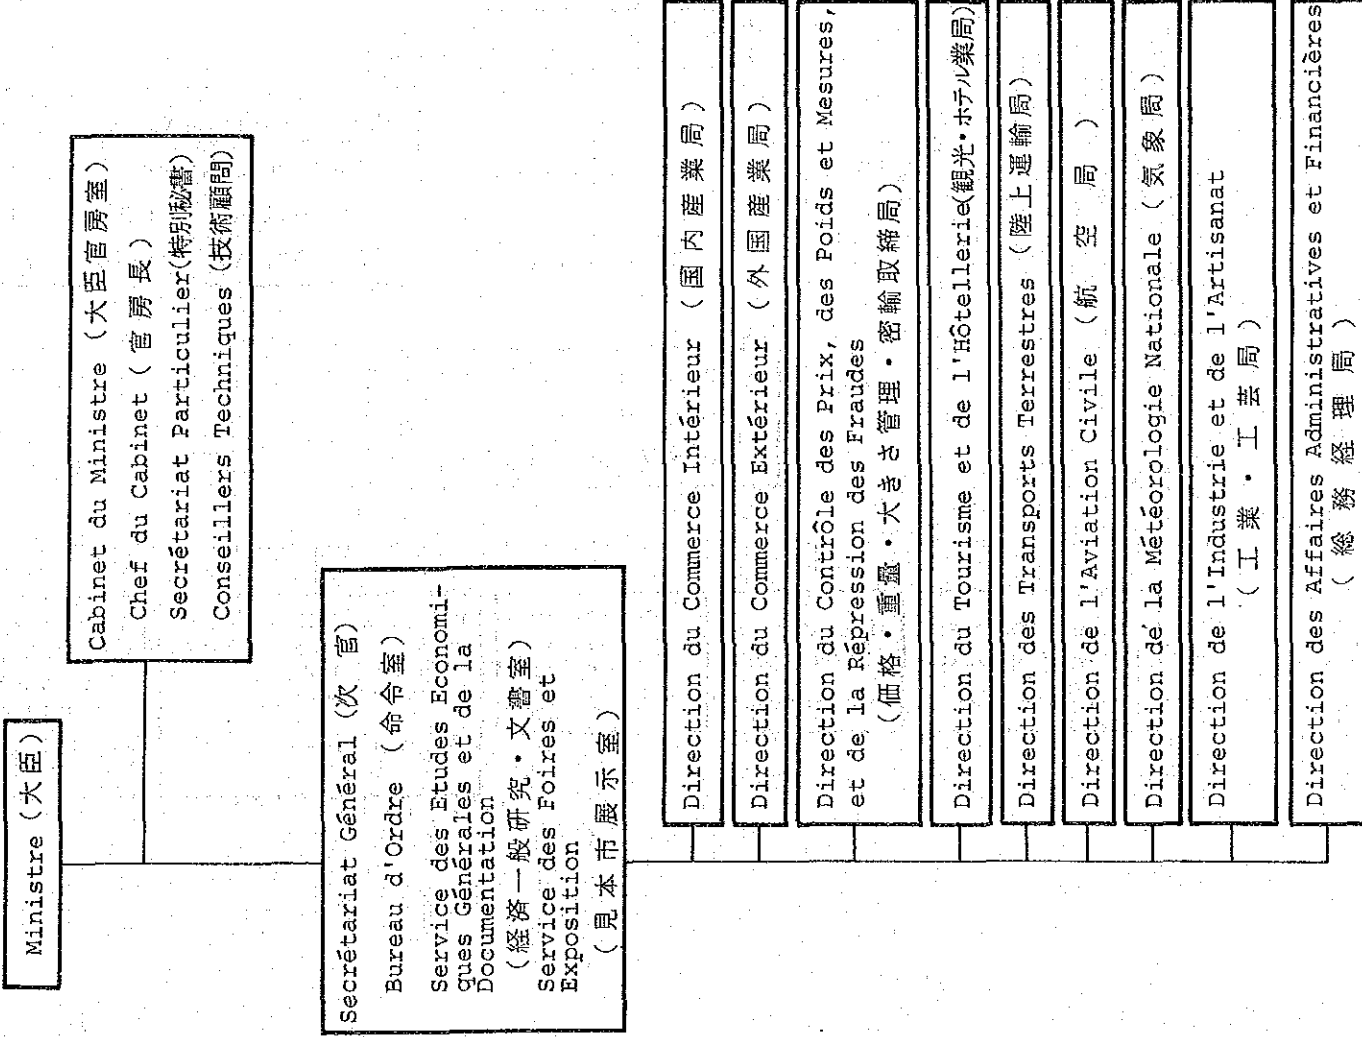 Ministre (大臣)
Cabinet du Ministre (大臣官房室)
Chef du Cabinet (官房長)
Secrétariat Particulier(特別秘書)
Conseillers Techniques (技術顧問)
Secrétariat Général (次 官)
Bureau d'Ordre (命令室)
Service des Etudes Economi-
ques Générales et de la
Documentation
(経済一般研究・文書室)
Service des Foires et
Exposition
(見本市展示室)
Direction du Commerce Intérieur (国内産業局)
Direction du Commerce Extérieur (外国産業局)
Direction du Contrôle des Prix, des Poids et Mesures,
et de la Répression des Fraudes
(価格・重量・大きさ管理・密輸取締局)
Direction du Tourisme et de l'Hôtellerie(観光・ホテル業局)
Direction des Transports Terrestres (陸上運輸局)
Direction de l'Aviation Civile (航 空 局)
Direction de la Météorologie Nationale (気象局)
Direction de l'Industrie et de l'Artisanat
(工業・工芸局)
Direction des Affaires Administratives et Financières
(総務経理局)